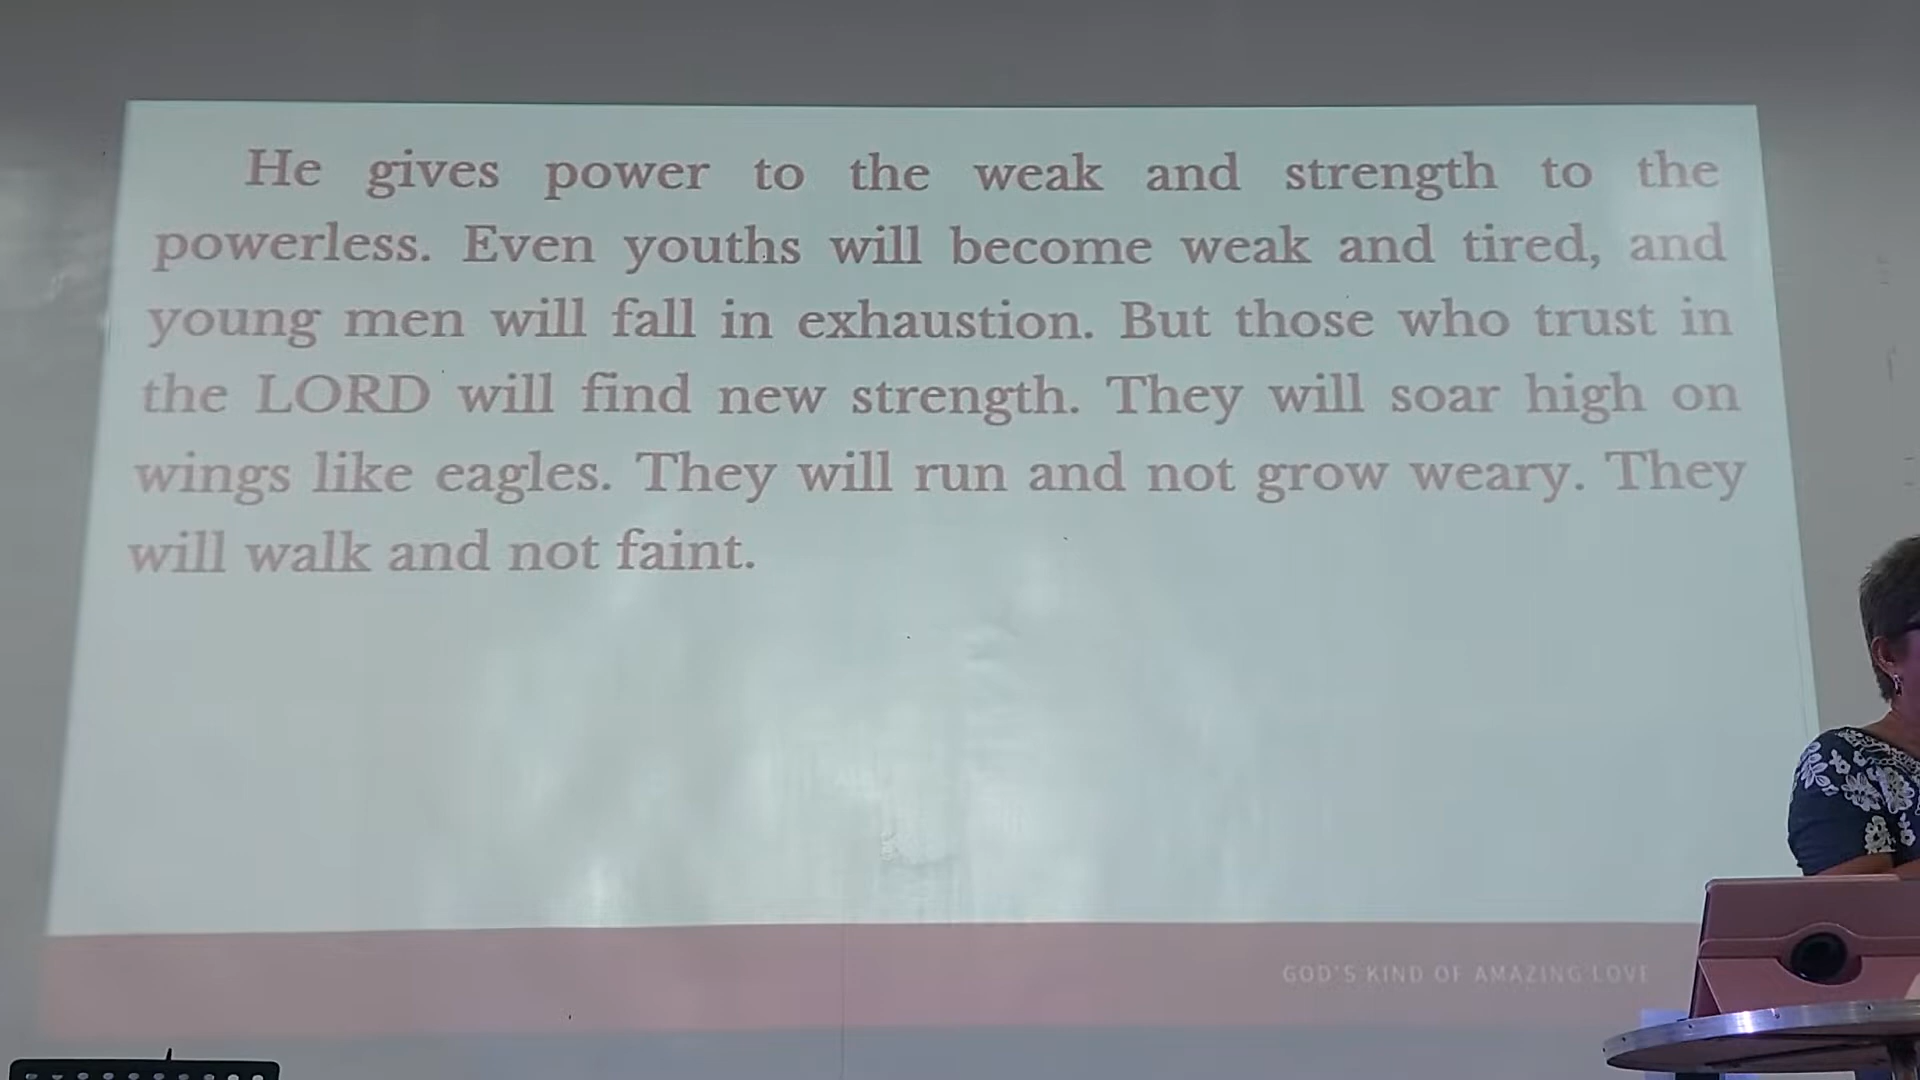 He gives power to the weak and strength to the
powerless. Even youths will become weak and tired, and
young men will fall in exhaustion. But those who trust in
the LORD will find new strength. They will soar high on
wings like eagles. They will run and not grow weary. They
will walk and not faint.
GOD'S KIND OF AMAZING LOVE